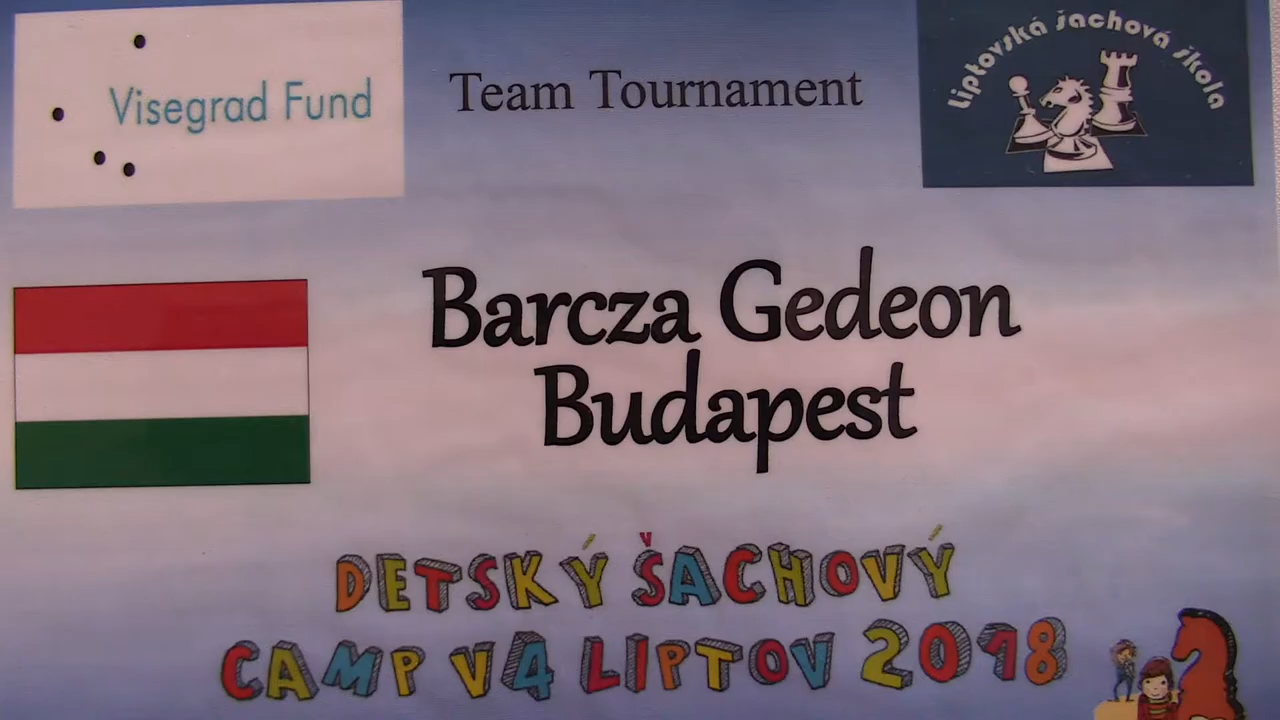 Visegrad Fund
Team Tournament
Liptovská šachová škola
Barcza Gedeon
Budapest
DETSKÝ ŠACHOVÝ
CAMP V4 LIPTOV 2018